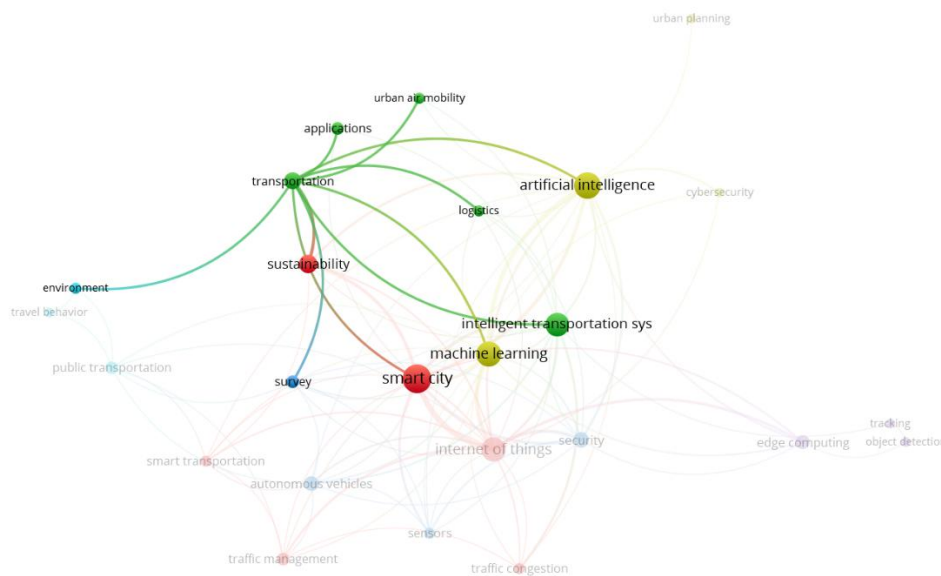 urban planning
urban air mobility
applications
transportation
artificial intelligence
cybersecurity
logistics
sustainability
environment
travel behavior
intelligent transportation sys
machine learning
public transportation
smart city
survey
tracking
internet of things
security
edge computing
object detection
smart transportation
autonomous vehicles
sensors
traffic management
traffic congestion